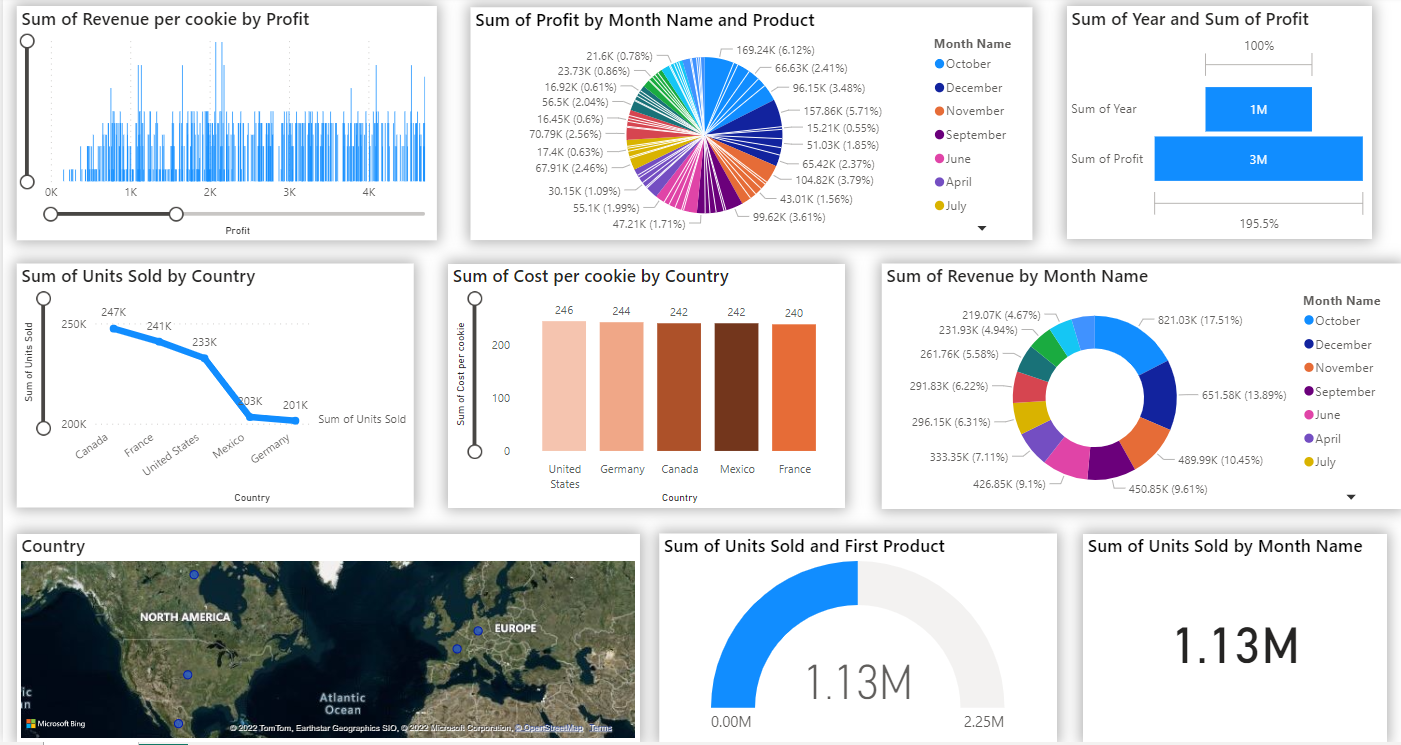 Sum of Revenue per cookie by Profit
0K
1K
2K
3K
4K
Profit
Sum of Profit by Month Name and Product
169.24K (6.12%)
66.63K (2.41%)
96.15K (3.48%)
157.86K (5.71%)
15.21K (0.55%)
51.03K (1.85%)
65.42K (2.37%)
104.82K (3.79%)
43.01K (1.56%)
99.62K (3.61%)
47.21K (1.71%)
55.1K (1.99%)
30.15K (1.09%)
67.91K (2.46%)
17.4K (0.63%)
70.79K (2.56%)
16.45K (0.6%)
56.5K (2.04%)
16.92K (0.61%)
23.73K (0.86%)
21.6K (0.78%)
Month Name
October
December
November
September
June
April
July
Sum of Year and Sum of Profit
100%
Sum of Year
1M
Sum of Profit
3M
195.5%
Sum of Units Sold by Country
Sum of Units Sold
250K
200K
247K
241K
233K
203K
201K
Sum of Units Sold
Canada
France
United States
Mexico
Germany
Country
Sum of Cost per cookie by Country
Sum of Cost per cookie
200
100
0
246
244
242
242
240
United
States
Germany
Canada
Mexico
France
Country
Sum of Revenue by Month Name
821.03K (17.51%)
651.58K (13.89%)
489.99K (10.45%)
450.85K (9.61%)
426.85K (9.1%)
333.35K (7.11%)
296.15K (6.31%)
291.83K (6.22%)
261.76K (5.58%)
231.93K (4.94%)
219.07K (4.67%)
Month Name
October
December
November
September
June
April
July
Country
NORTH AMERICA
EUROPE
Atlantic
Ocean
ic
n
Microsoft Bing
© 2022 TomTom, Earthstar Geographics SIO, © 2022 Microsoft Corporation, © OpenStreetMap Terms
Sum of Units Sold and First Product
1.13M
0.00M
2.25M
Sum of Units Sold by Month Name
1.13M